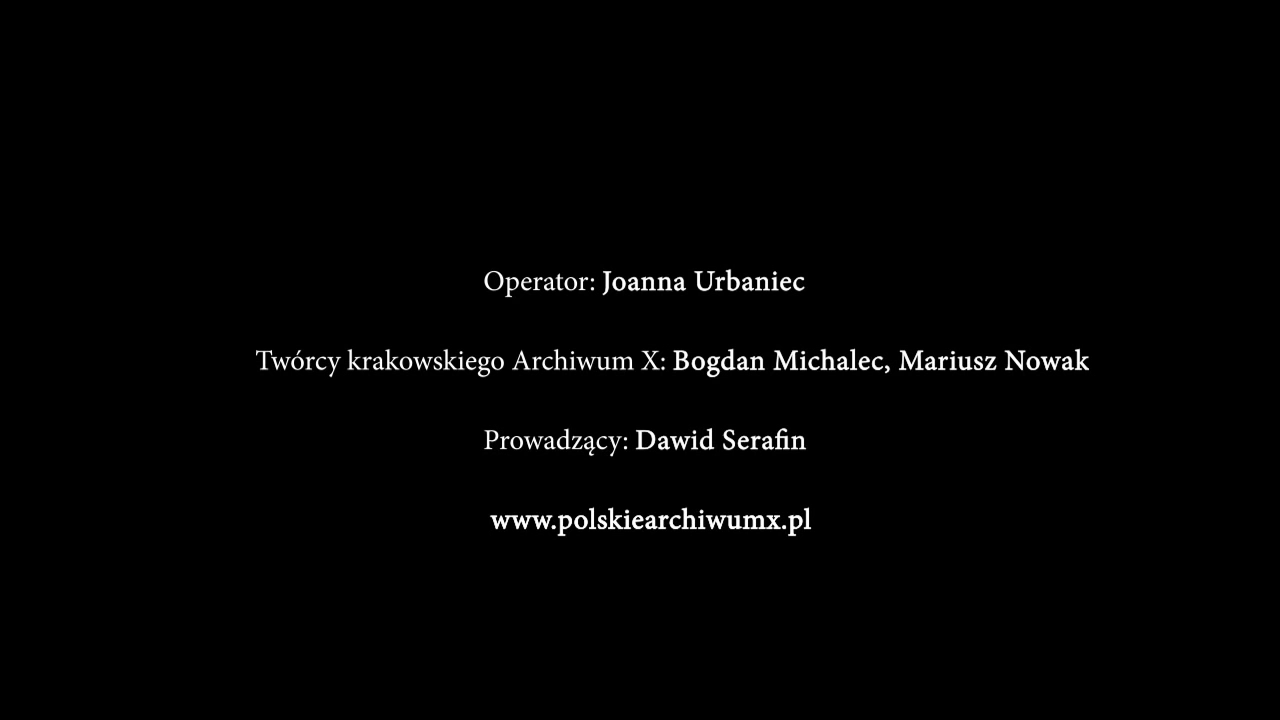 Operator: Joanna Urbaniec
Twórcy krakowskiego Archiwum X: Bogdan Michalec, Mariusz Nowak
Prowadzący: Dawid Serafin
www.polskiearchiwumx.pl